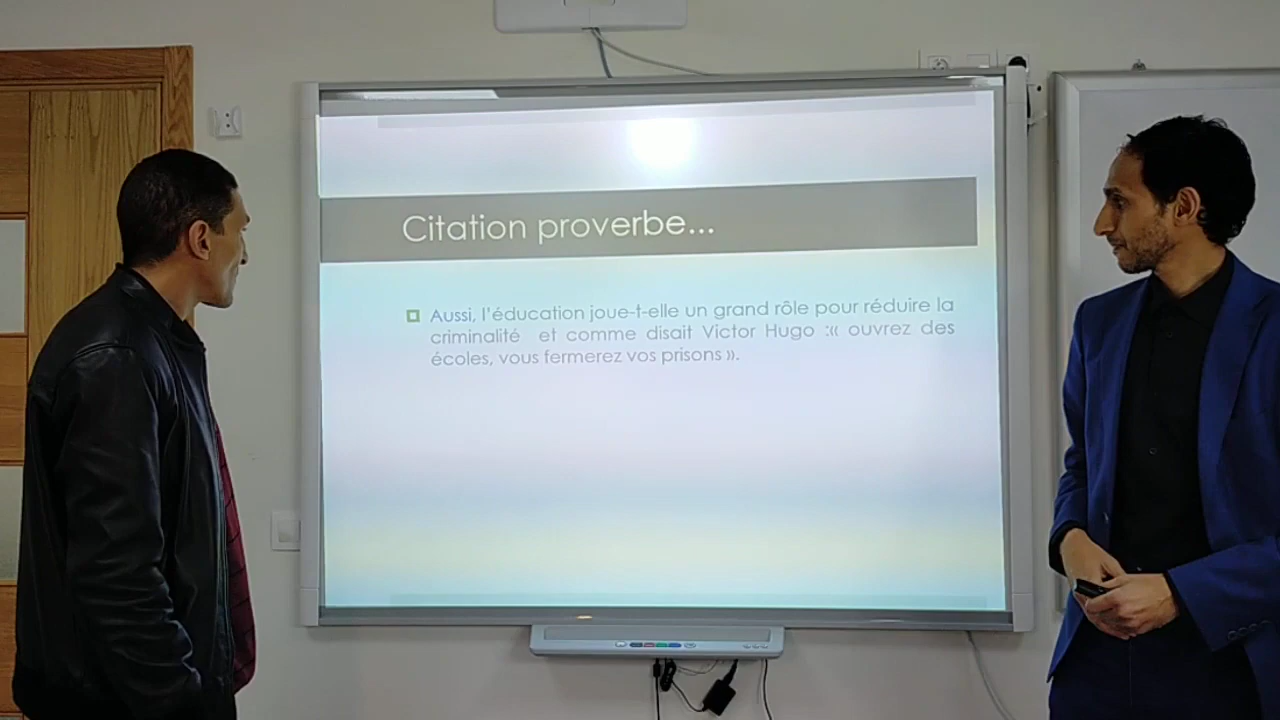 Citation proverbe...
Aussi, l'éducation joue-t-elle un grand rôle pour réduire la
criminalité et comme disait Victor Hugo :« ouvrez des
écoles, vous fermerez vos prisons ».